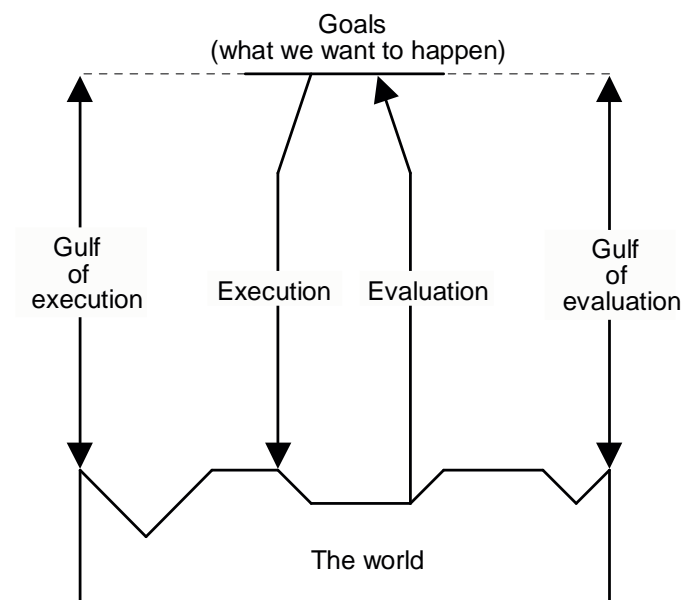 Goals
(what we want to happen)
Gulf
of
execution
Execution
Evaluation
Gulf
of
evaluation
The world